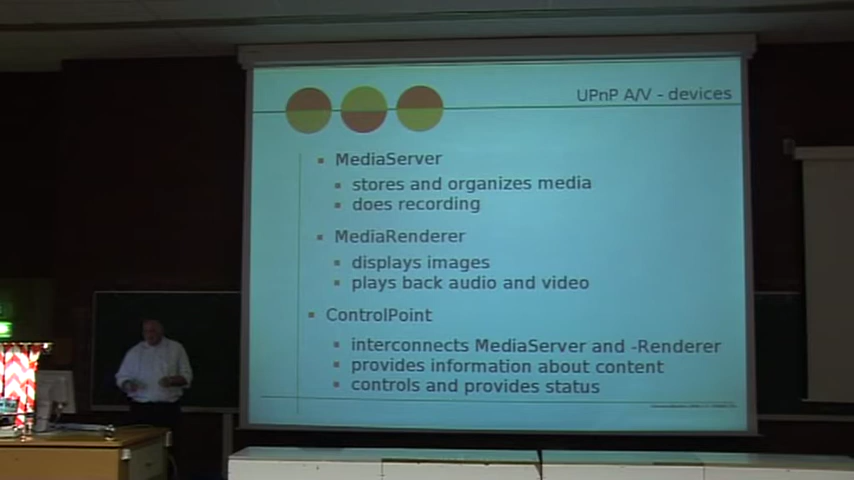 UPnP A/V - devices
MediaServer
stores and organizes media
does recording
MediaRenderer
displays images
plays back audio and video
ControlPoint
interconnects MediaServer and -Renderer
provides information about content
controls and provides status